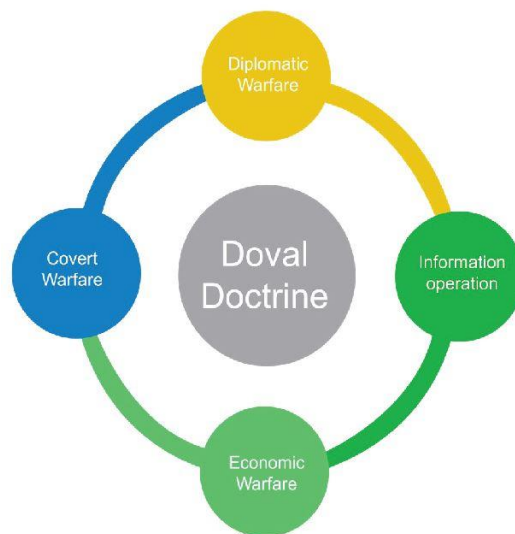 Diplomatic
Warfare
Covert
Warfare
Doval
Doctrine
Information
operation
Economic
Warfare